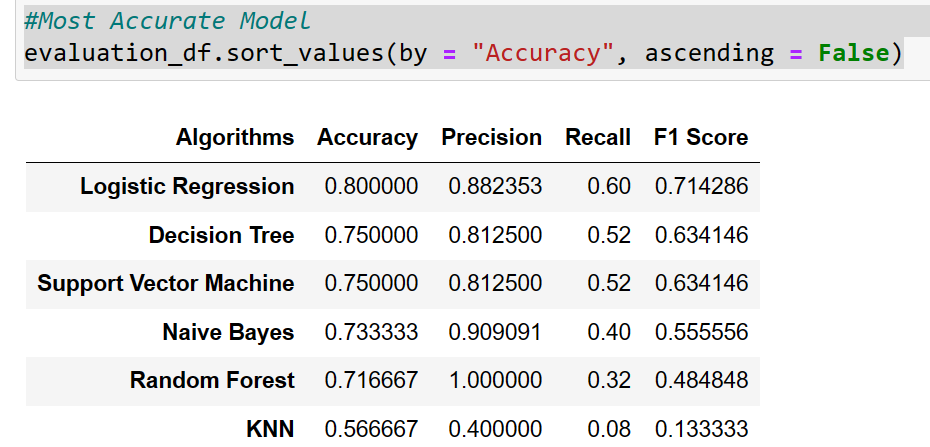 #Most Accurate Model
evaluation_df.sort_values(by = "Accuracy", ascending = False)
Algorithms Accuracy Precision Recall F1 Score
Logistic Regression 0.800000 0.882353 0.60 0.714286
Decision Tree 0.750000 0.812500 0.52 0.634146
Support Vector Machine 0.750000 0.812500 0.52 0.634146
Naive Bayes 0.733333 0.909091 0.40 0.555556
Random Forest 0.716667 1.000000 0.32 0.484848
KNN 0.566667 0.400000 0.08 0.133333